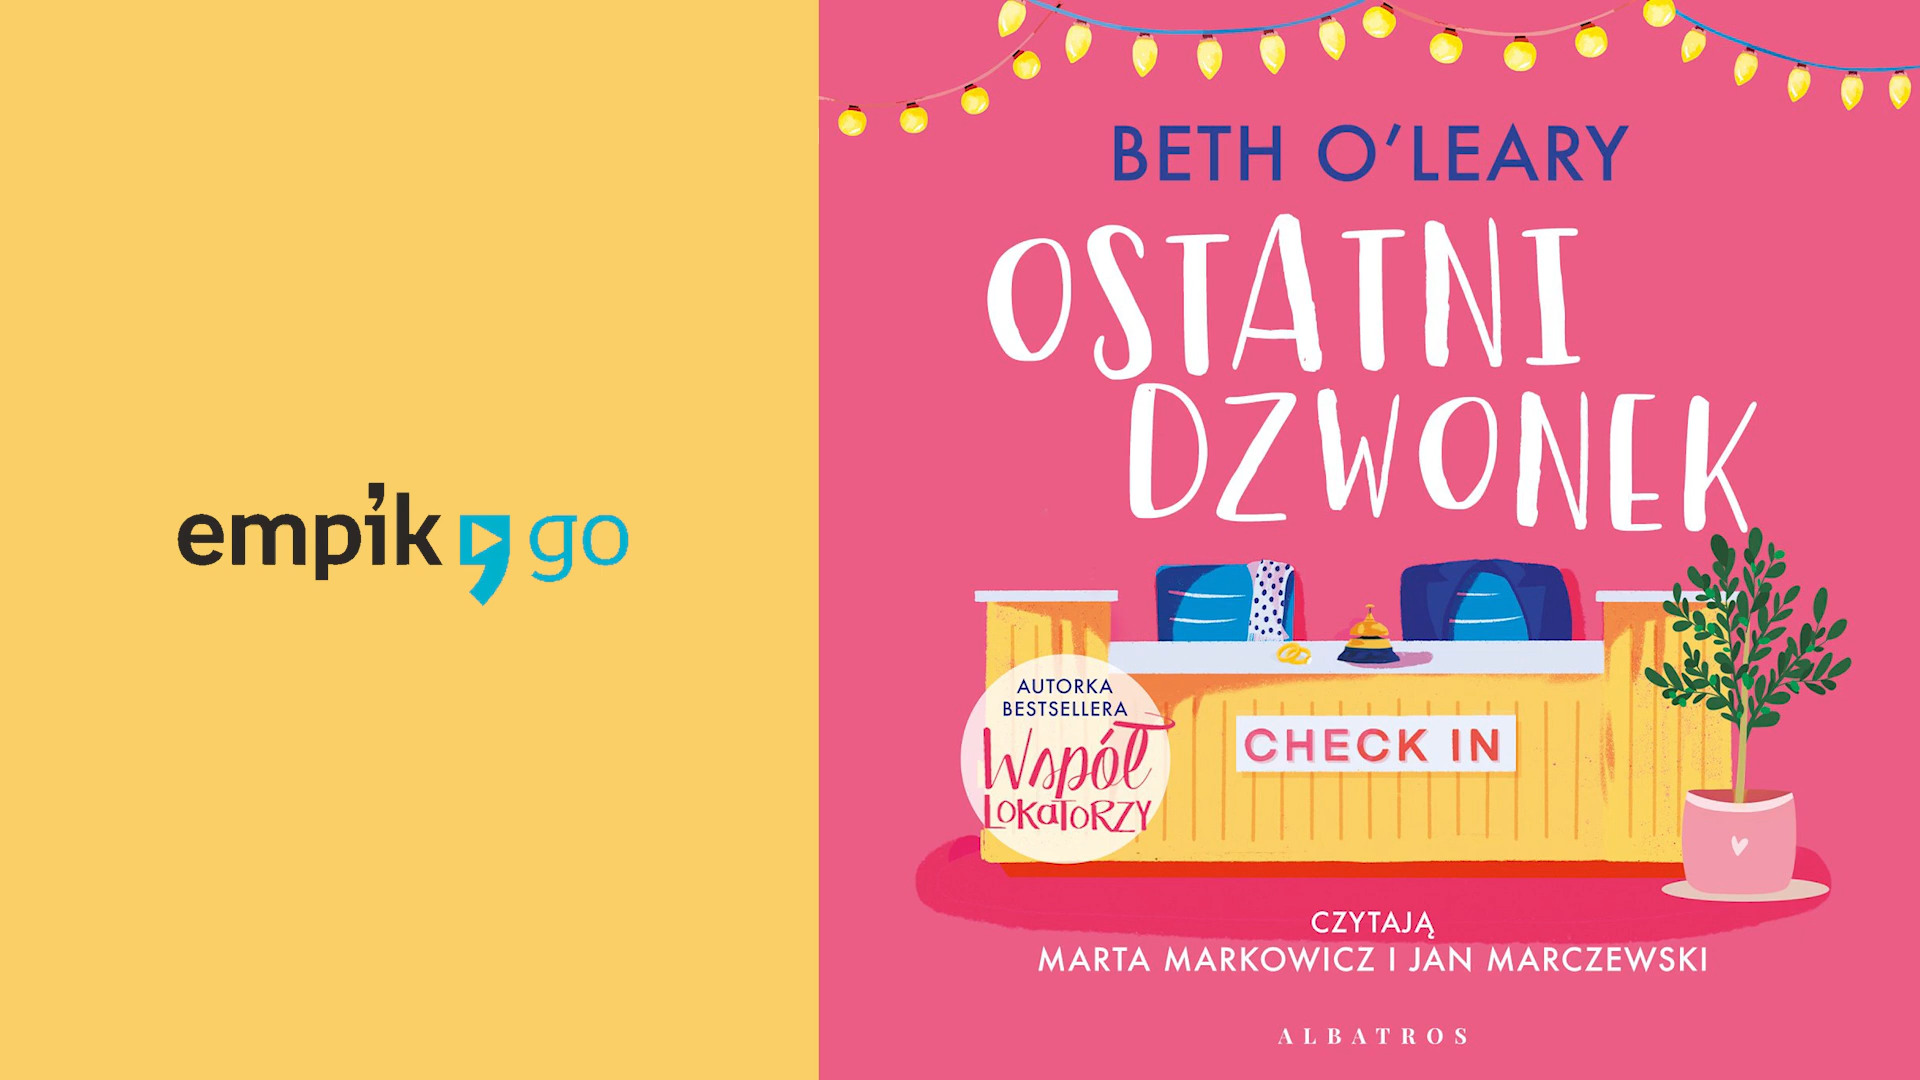 empik go
BETH O’LEARY
OSTATNI
DZWONEK
AUTORKA
BESTSELLERA
Współ
LOKATORZY
CHECK IN
CZYTAJĄ
MARTA MARKOWICZ I JAN MARCZEWSKI
ALBATROS